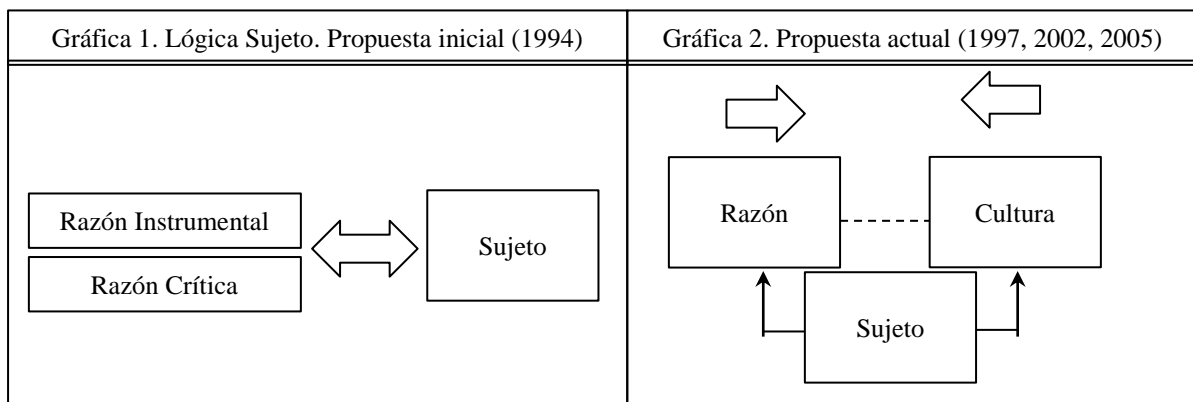 Gráfica 1. Lógica Sujeto. Propuesta inicial (1994)
Gráfica 2. Propuesta actual (1997, 2002, 2005)
Razón Instrumental
Razón Crítica
Sujeto
Razón
Cultura
Sujeto